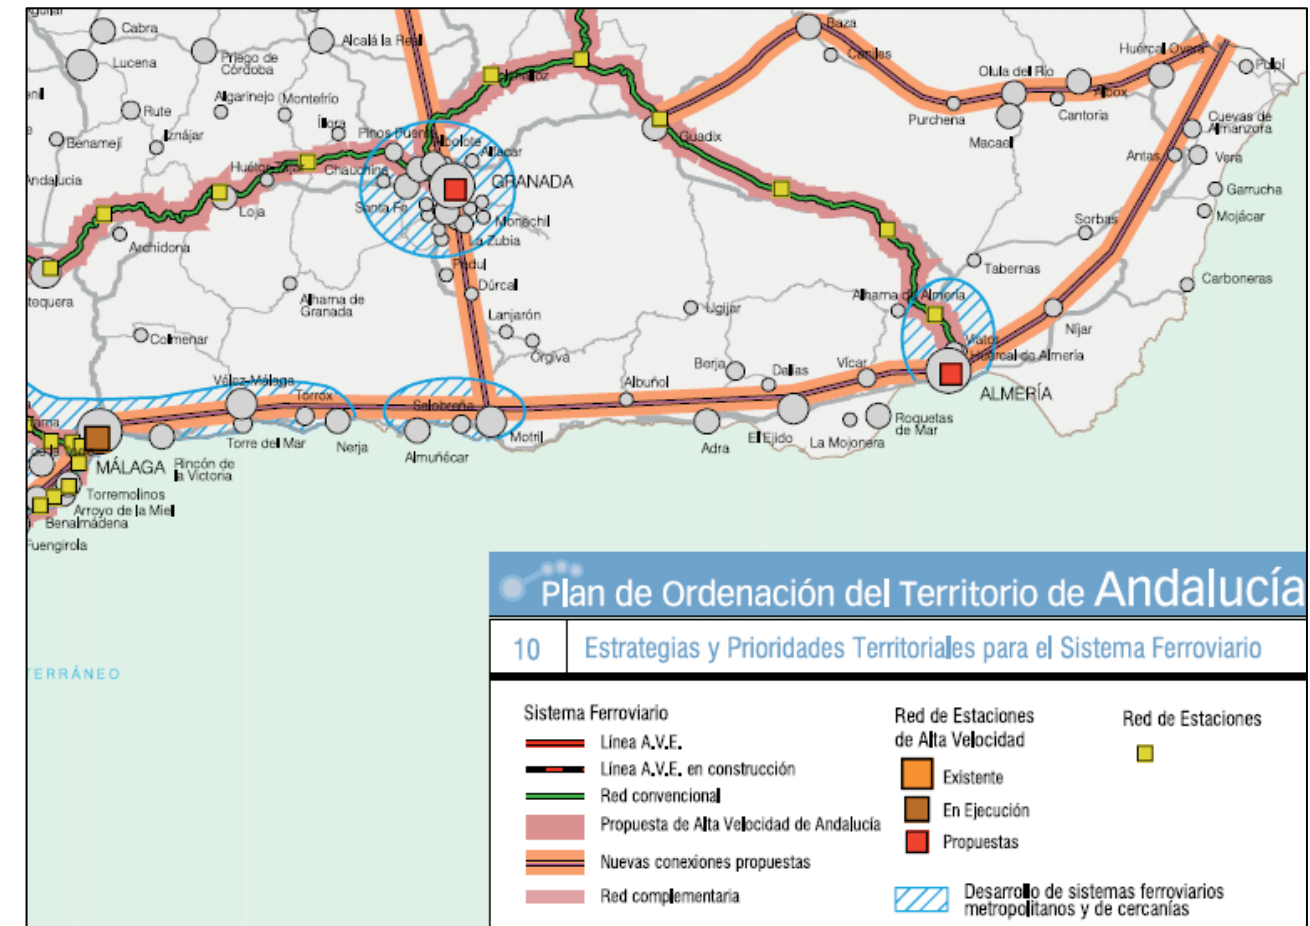 Cabra
Lucena
Priego de
Córdoba
Alcalá la Real
Rute
Algarinejo
Montefrío
Benamejí
Iznájar
Íllora
Pinos Puente
Albolote
Alfacar
Huétor Tajar
Chauchina
GRANADA
Santa Fe
Monachil
La Zubia
Loja
Archidona
Padul
Dúrcal
Alhama de
Granada
Lanjarón
Orgiva
Colmenar
Vélez-Málaga
Torrox
Salobreña
Torre del Mar
Nerja
Almuñécar
Motril
MÁLAGA
Rincón de
la Victoria
Torremolinos
Arroyo de la Miel
Benalmádena
Fuengirola
Baza
Caniles
Guadix
Huércal Overa
Pulpí
Olula del Río
Albox
Purchena
Cantoria
Macael
Cuevas de
Almanzora
Antas
Vera
Garrucha
Mojácar
Sorbas
Tabernas
Carboneras
Alhama de Almería
Ugijar
Níjar
Viator
Huércal de Almería
Berja
Dalías
Vícar
Albuñol
ALMERÍA
Adra
El Ejido
La Mojonera
Roquetas
de Mar
TERRÁNEO
Plan de Ordenación del Territorio de Andalucía
10 Estrategias y Prioridades Territoriales para el Sistema Ferroviario
Sistema Ferroviario
Línea A.V.E.
Línea A.V.E. en construcción
Red convencional
Propuesta de Alta Velocidad de Andalucía
Nuevas conexiones propuestas
Red complementaria
Red de Estaciones
de Alta Velocidad
Existente
En Ejecución
Propuestas
Desarrollo de sistemas ferroviarios
metropolitanos y de cercanías
Red de Estaciones